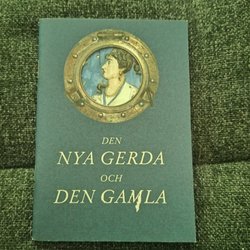 DEN
NYA GERDA
OCH
DEN GAMLA